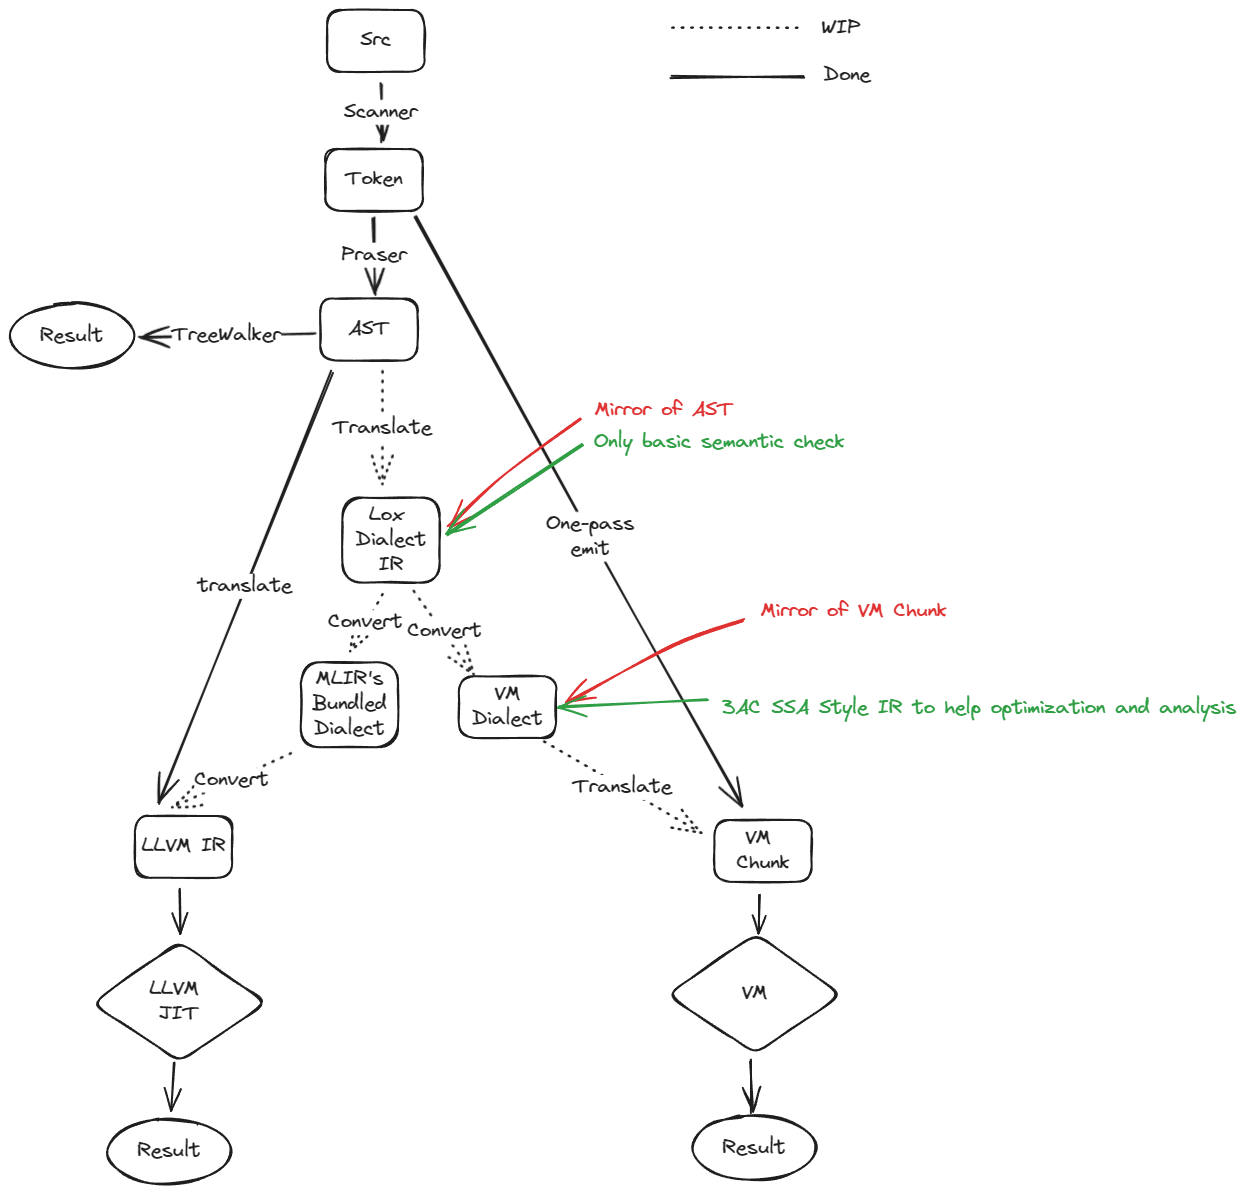 Src
WIP
Done
Scanner
Token
Praser
Result
TreeWalker
AST
Translate
Mirror of AST
Only basic semantic check
Lox
Dialect
IR
One-pass
emit
translate
Convert
Convert
Mirror of VM Chunk
MLIR's
Bundled
Dialect
VM
Dialect
3AC SSA Style IR to help optimization and analysis
Convert
Translate
LLVM IR
VM
Chunk
LLVM
JIT
VM
Result
Result